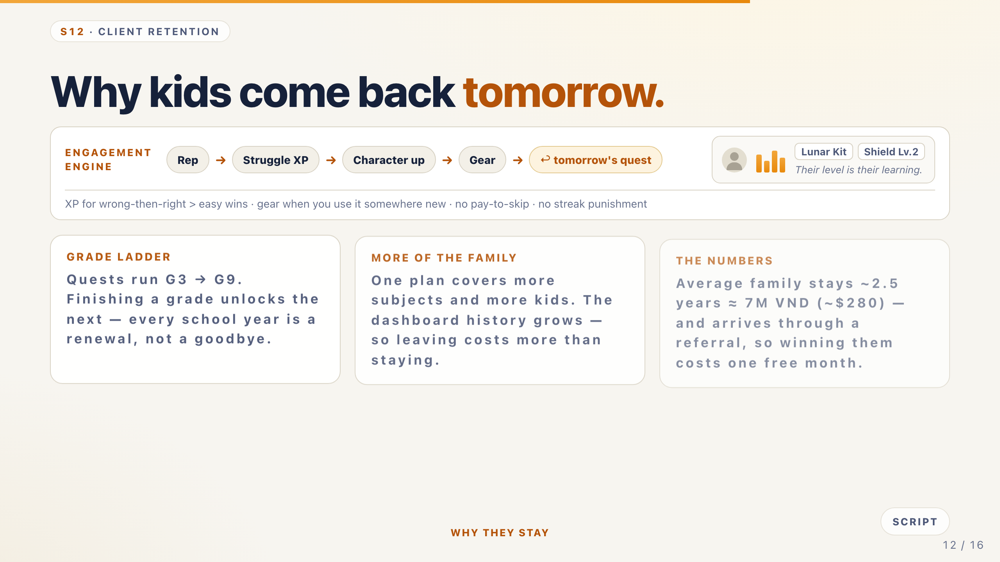 S12 · CLIENT RETENTION
Why kids come back tomorrow.
ENGAGEMENT
ENGINE
Rep → Struggle XP → Character up → Gear → ↩ tomorrow's quest
Lunar Kit Shield Lv.2
Their level is their learning.
XP for wrong-then-right > easy wins · gear when you use it somewhere new · no pay-to-skip · no streak punishment
GRADE LADDER
Quests run G3 → G9.
Finishing a grade unlocks the
next — every school year is a
renewal, not a goodbye.
MORE OF THE FAMILY
One plan covers more
subjects and more kids. The
dashboard history grows —
so leaving costs more than
staying.
THE NUMBERS
Average family stays ~2.5
years ≈ 7M VND (~$280) —
and arrives through a
referral, so winning them
costs one free month.
WHY THEY STAY
SCRIPT
12 / 16